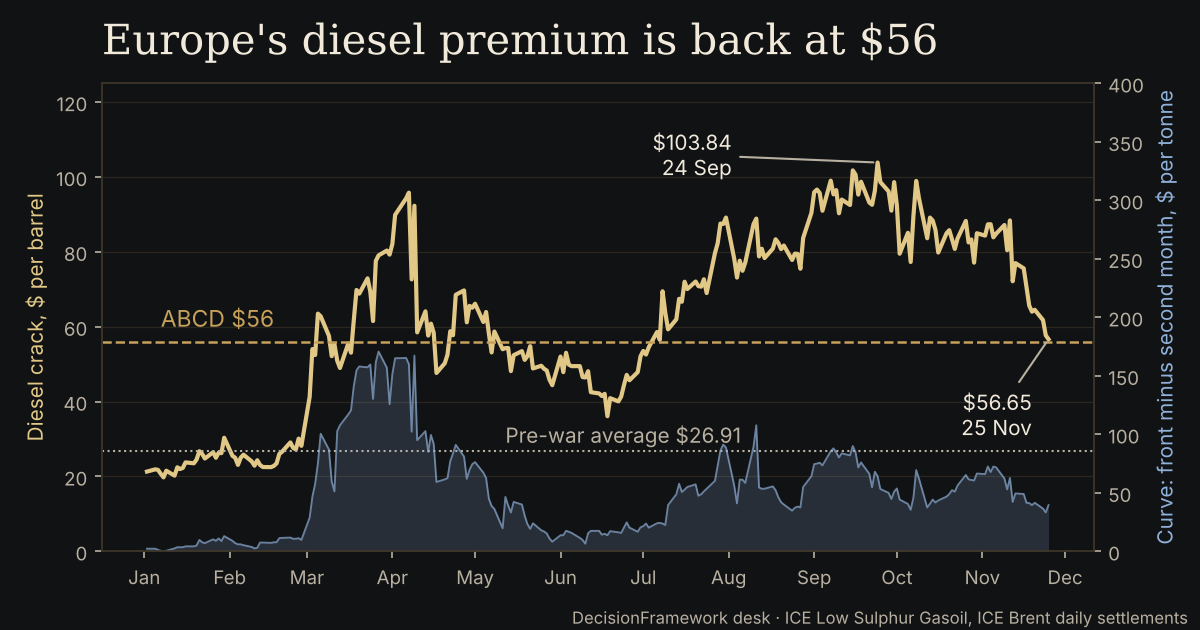 Europe's diesel premium is back at $56
120
100
80
60
40
20
0
Diesel crack, $ per barrel
400
350
300
250
200
150
100
50
0
Curve: front minus second month, $ per tonne
$103.84
24 Sep
ABCD $56
$56.65
25 Nov
Pre-war average $26.91
Jan Feb Mar Apr May Jun Jul Aug Sep Oct Nov Dec
DecisionFramework desk · ICE Low Sulphur Gasoil, ICE Brent daily settlements